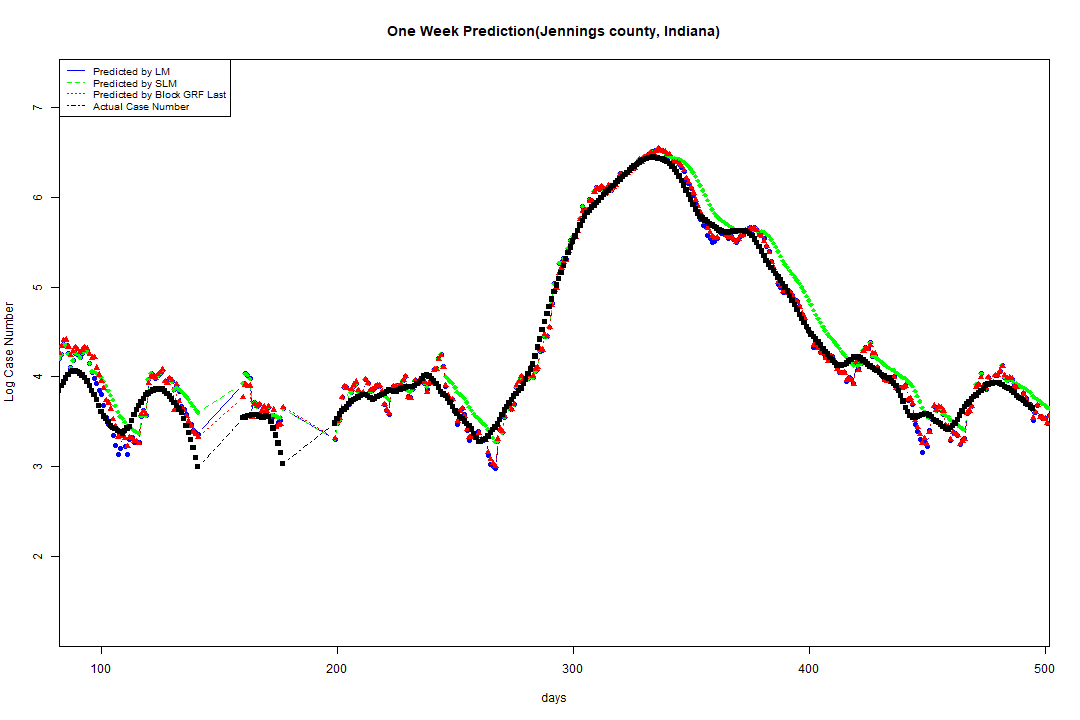 One Week Prediction(Jennings county, Indiana)
Predicted by LM
Predicted by SLM
Predicted by Block GRF Last
Actual Case Number
7
6
5
4
3
2
Log Case Number
100 200 300 400 500
days